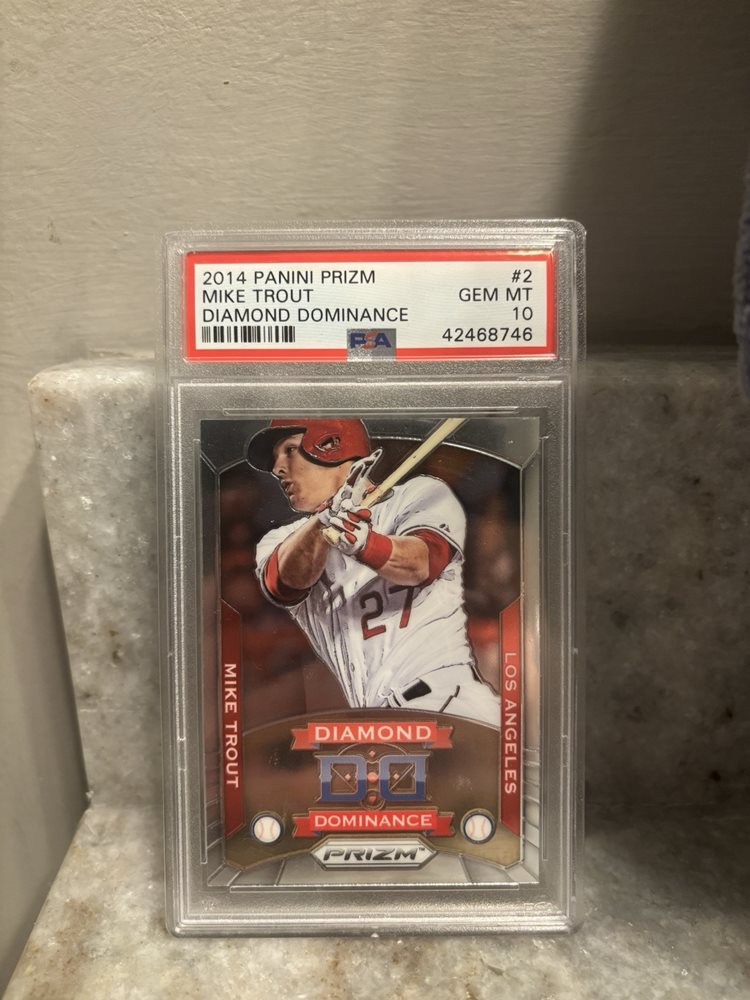 2014 PANINI PRIZM #2
MIKE TROUT GEM MT
DIAMOND DOMINANCE 10
PSA 42468746
27
MIKE TROUT
LOS ANGELES
DIAMOND
DD
DOMINANCE
PRIZM™